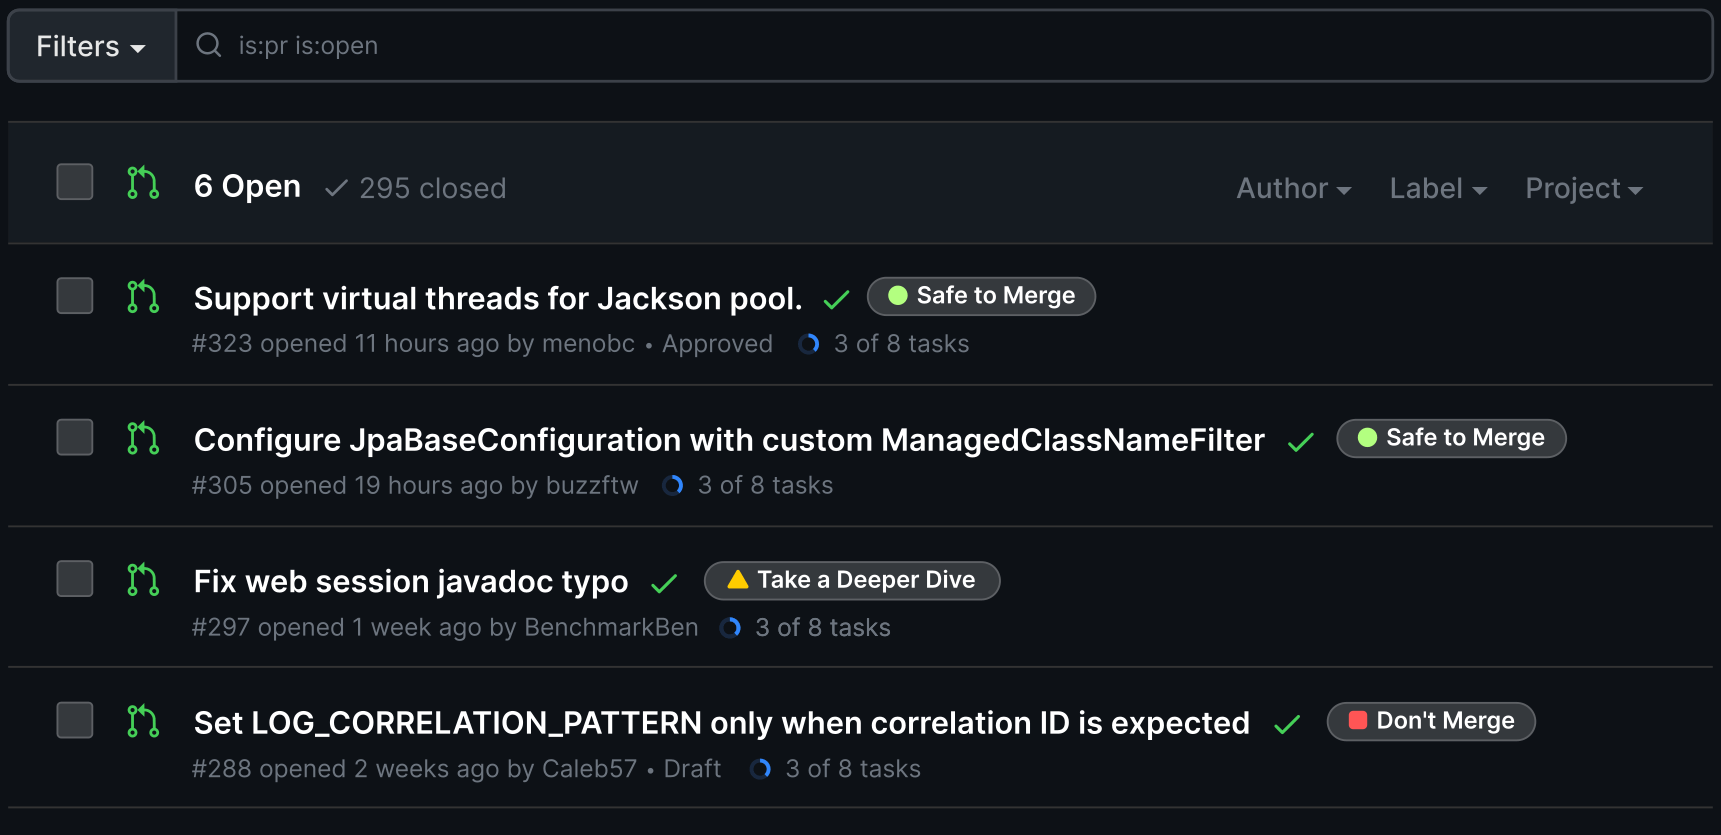 Filters is:pr is:open
6 Open 295 closed Author Label Project
Support virtual threads for Jackson pool. Safe to Merge
#323 opened 11 hours ago by menobc • Approved 3 of 8 tasks
Configure JpaBaseConfiguration with custom ManagedClassNameFilter Safe to Merge
#305 opened 19 hours ago by buzzftw 3 of 8 tasks
Fix web session javadoc typo Take a Deeper Dive
#297 opened 1 week ago by BenchmarkBen 3 of 8 tasks
Set LOG_CORRELATION_PATTERN only when correlation ID is expected Don't Merge
#288 opened 2 weeks ago by Caleb57 • Draft 3 of 8 tasks